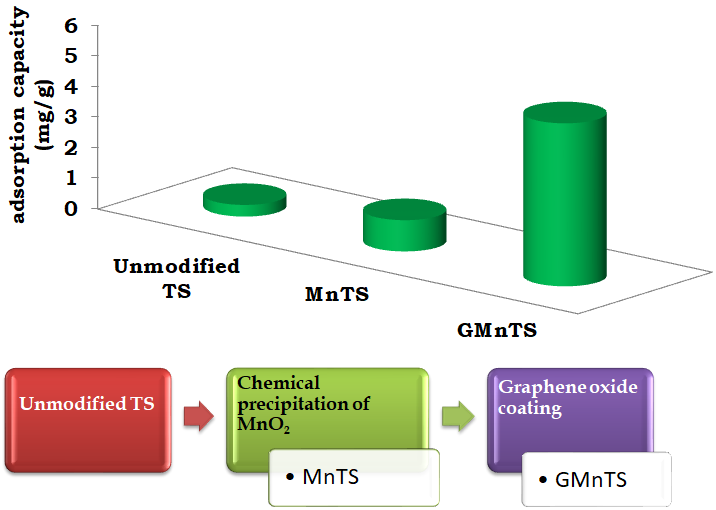 adsorption capacity
(mg/g)
6
5
4
3
2
1
0
Unmodified
TS
MnTS
GMnTS
Unmodified TS
Chemical
precipitation of
MnO₂
• MnTS
Graphene oxide
coating
• GMnTS